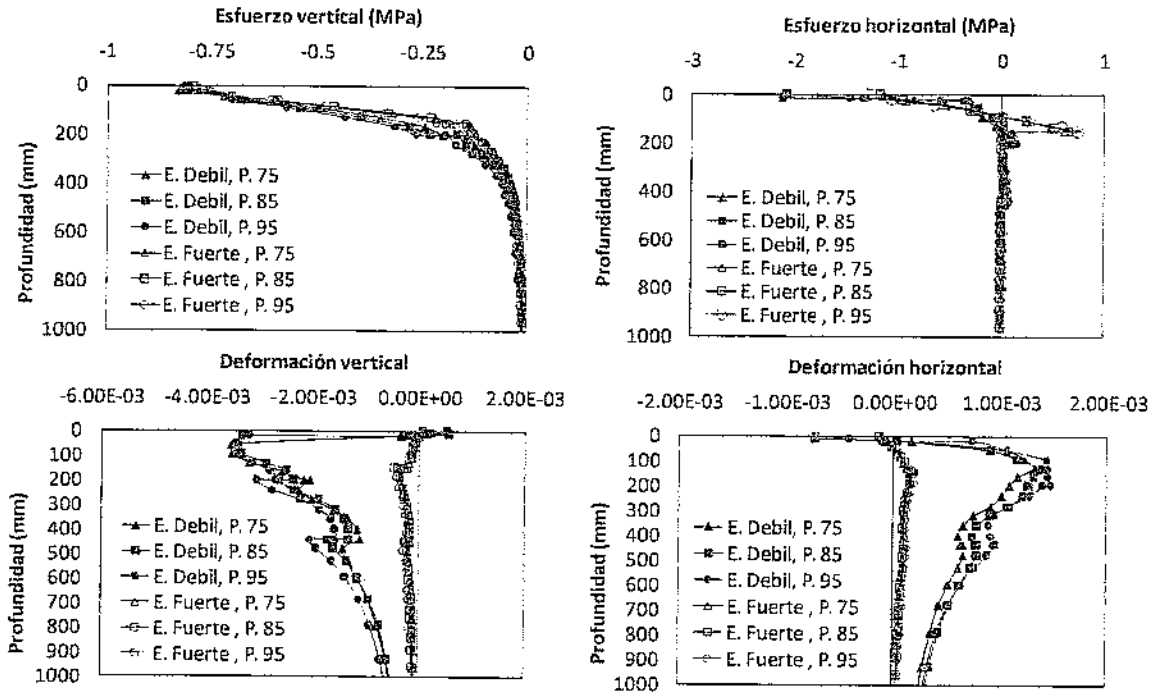 Esfuerzo vertical (MPa)
-1 -0.75 -0.5 -0.25 0
0
200
400
600
800
1000
Profundidad (mm)
E. Debil, P. 75
E. Debil, P. 85
E. Debil, P. 95
E. Fuerte , P. 75
E. Fuerte , P. 85
E. Fuerte , P. 95
Esfuerzo horizontal (MPa)
-3 -2 -1 0 1
0
200
400
600
800
1000
Profundidad (mm)
E. Debil, P. 75
E. Debil, P. 85
E. Debil, P. 95
E. Fuerte , P. 75
E. Fuerte , P. 85
E. Fuerte , P. 95
Deformación vertical
-6.00E-03 -4.00E-03 -2.00E-03 0.00E+00 2.00E-03
0
100
200
300
400
500
600
700
800
900
1000
Profundidad (mm)
E. Debil, P. 75
E. Debil, P. 85
E. Debil, P. 95
E. Fuerte , P. 75
E. Fuerte , P. 85
E. Fuerte , P. 95
Deformación horizontal
-2.00E-03 -1.00E-03 0.00E+00 1.00E-03 2.00E-03
0
100
200
300
400
500
600
700
800
900
1000
Profundidad (mm)
E. Debil, P. 75
E. Debil, P. 85
E. Debil, P. 95
E. Fuerte , P. 75
E. Fuerte , P. 85
E. Fuerte , P. 95